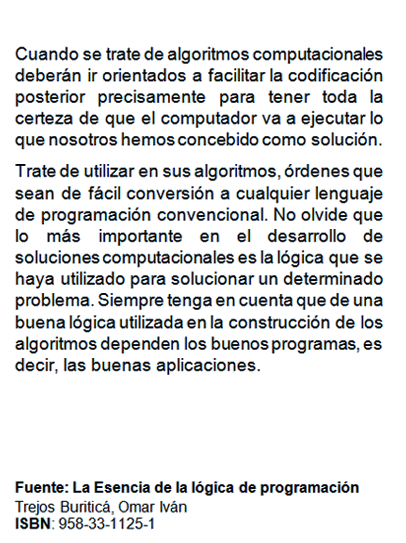 Cuando se trate de algoritmos computacionales
deberán ir orientados a facilitar la codificación
posterior precisamente para tener toda la
certeza de que el computador va a ejecutar lo
que nosotros hemos concebido como solución.
Trate de utilizar en sus algoritmos, órdenes que
sean de fácil conversión a cualquier lenguaje
de programación convencional. No olvide que
lo más importante en el desarrollo de
soluciones computacionales es la lógica que se
haya utilizado para solucionar un determinado
problema. Siempre tenga en cuenta que de una
buena lógica utilizada en la construcción de los
algoritmos dependen los buenos programas, es
decir, las buenas aplicaciones.
Fuente: La Esencia de la lógica de programación
Trejos Buriticá, Omar Iván
ISBN: 958-33-1125-1